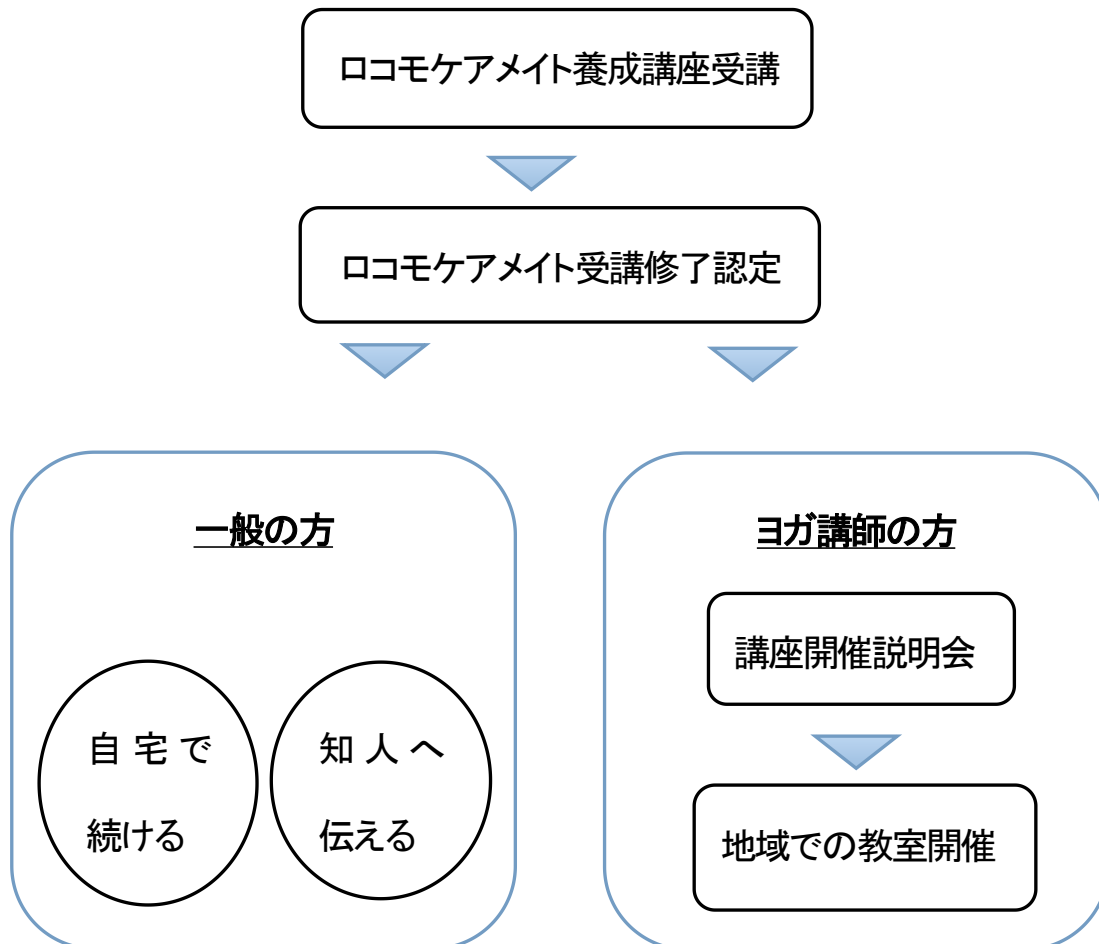 ロコモケアメイト養成講座受講
ロコモケアメイト受講修了認定
一般の方
自宅で
続ける
知人へ
伝える
ヨガ講師の方
講座開催説明会
地域での教室開催